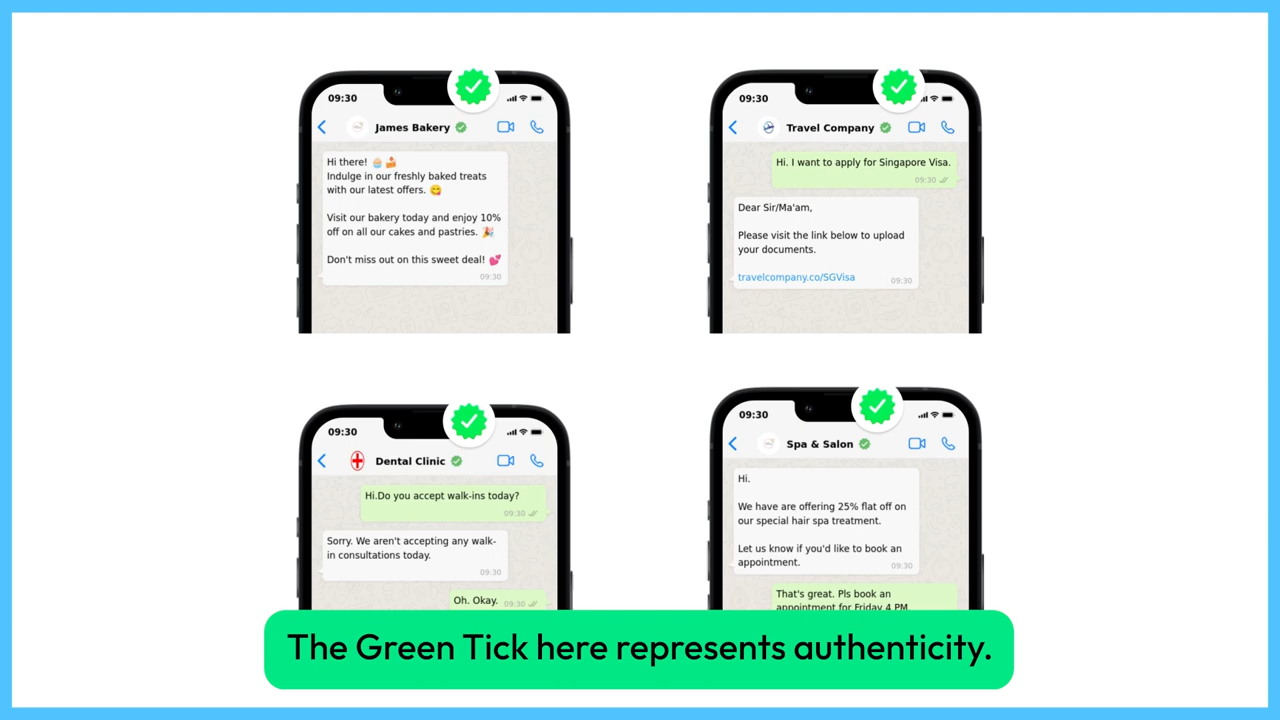 09:30
James Bakery
Hi there! 🧁 🍰
Indulge in our freshly baked treats
with our latest offers. 😋
Visit our bakery today and enjoy 10%
off on all our cakes and pastries. 🎉
Don't miss out on this sweet deal! 💕
09:30
09:30
Travel Company
Hi. I want to apply for Singapore Visa.
09:30
Dear Sir/Ma'am,
Please visit the link below to upload
your documents.
travelcompany.co/SGVisa
09:30
09:30
Dental Clinic
Hi.Do you accept walk-ins today?
09:30
Sorry. We aren't accepting any walk-
in consultations today.
09:30
Oh. Okay. 09:30
09:30
Spa & Salon
Hi.
We have are offering 25% flat off on
our special hair spa treatment.
Let us know if you'd like to book an
appointment.
09:30
That's great. Pls book an
appointment for Friday 4 PM
The Green Tick here represents authenticity.